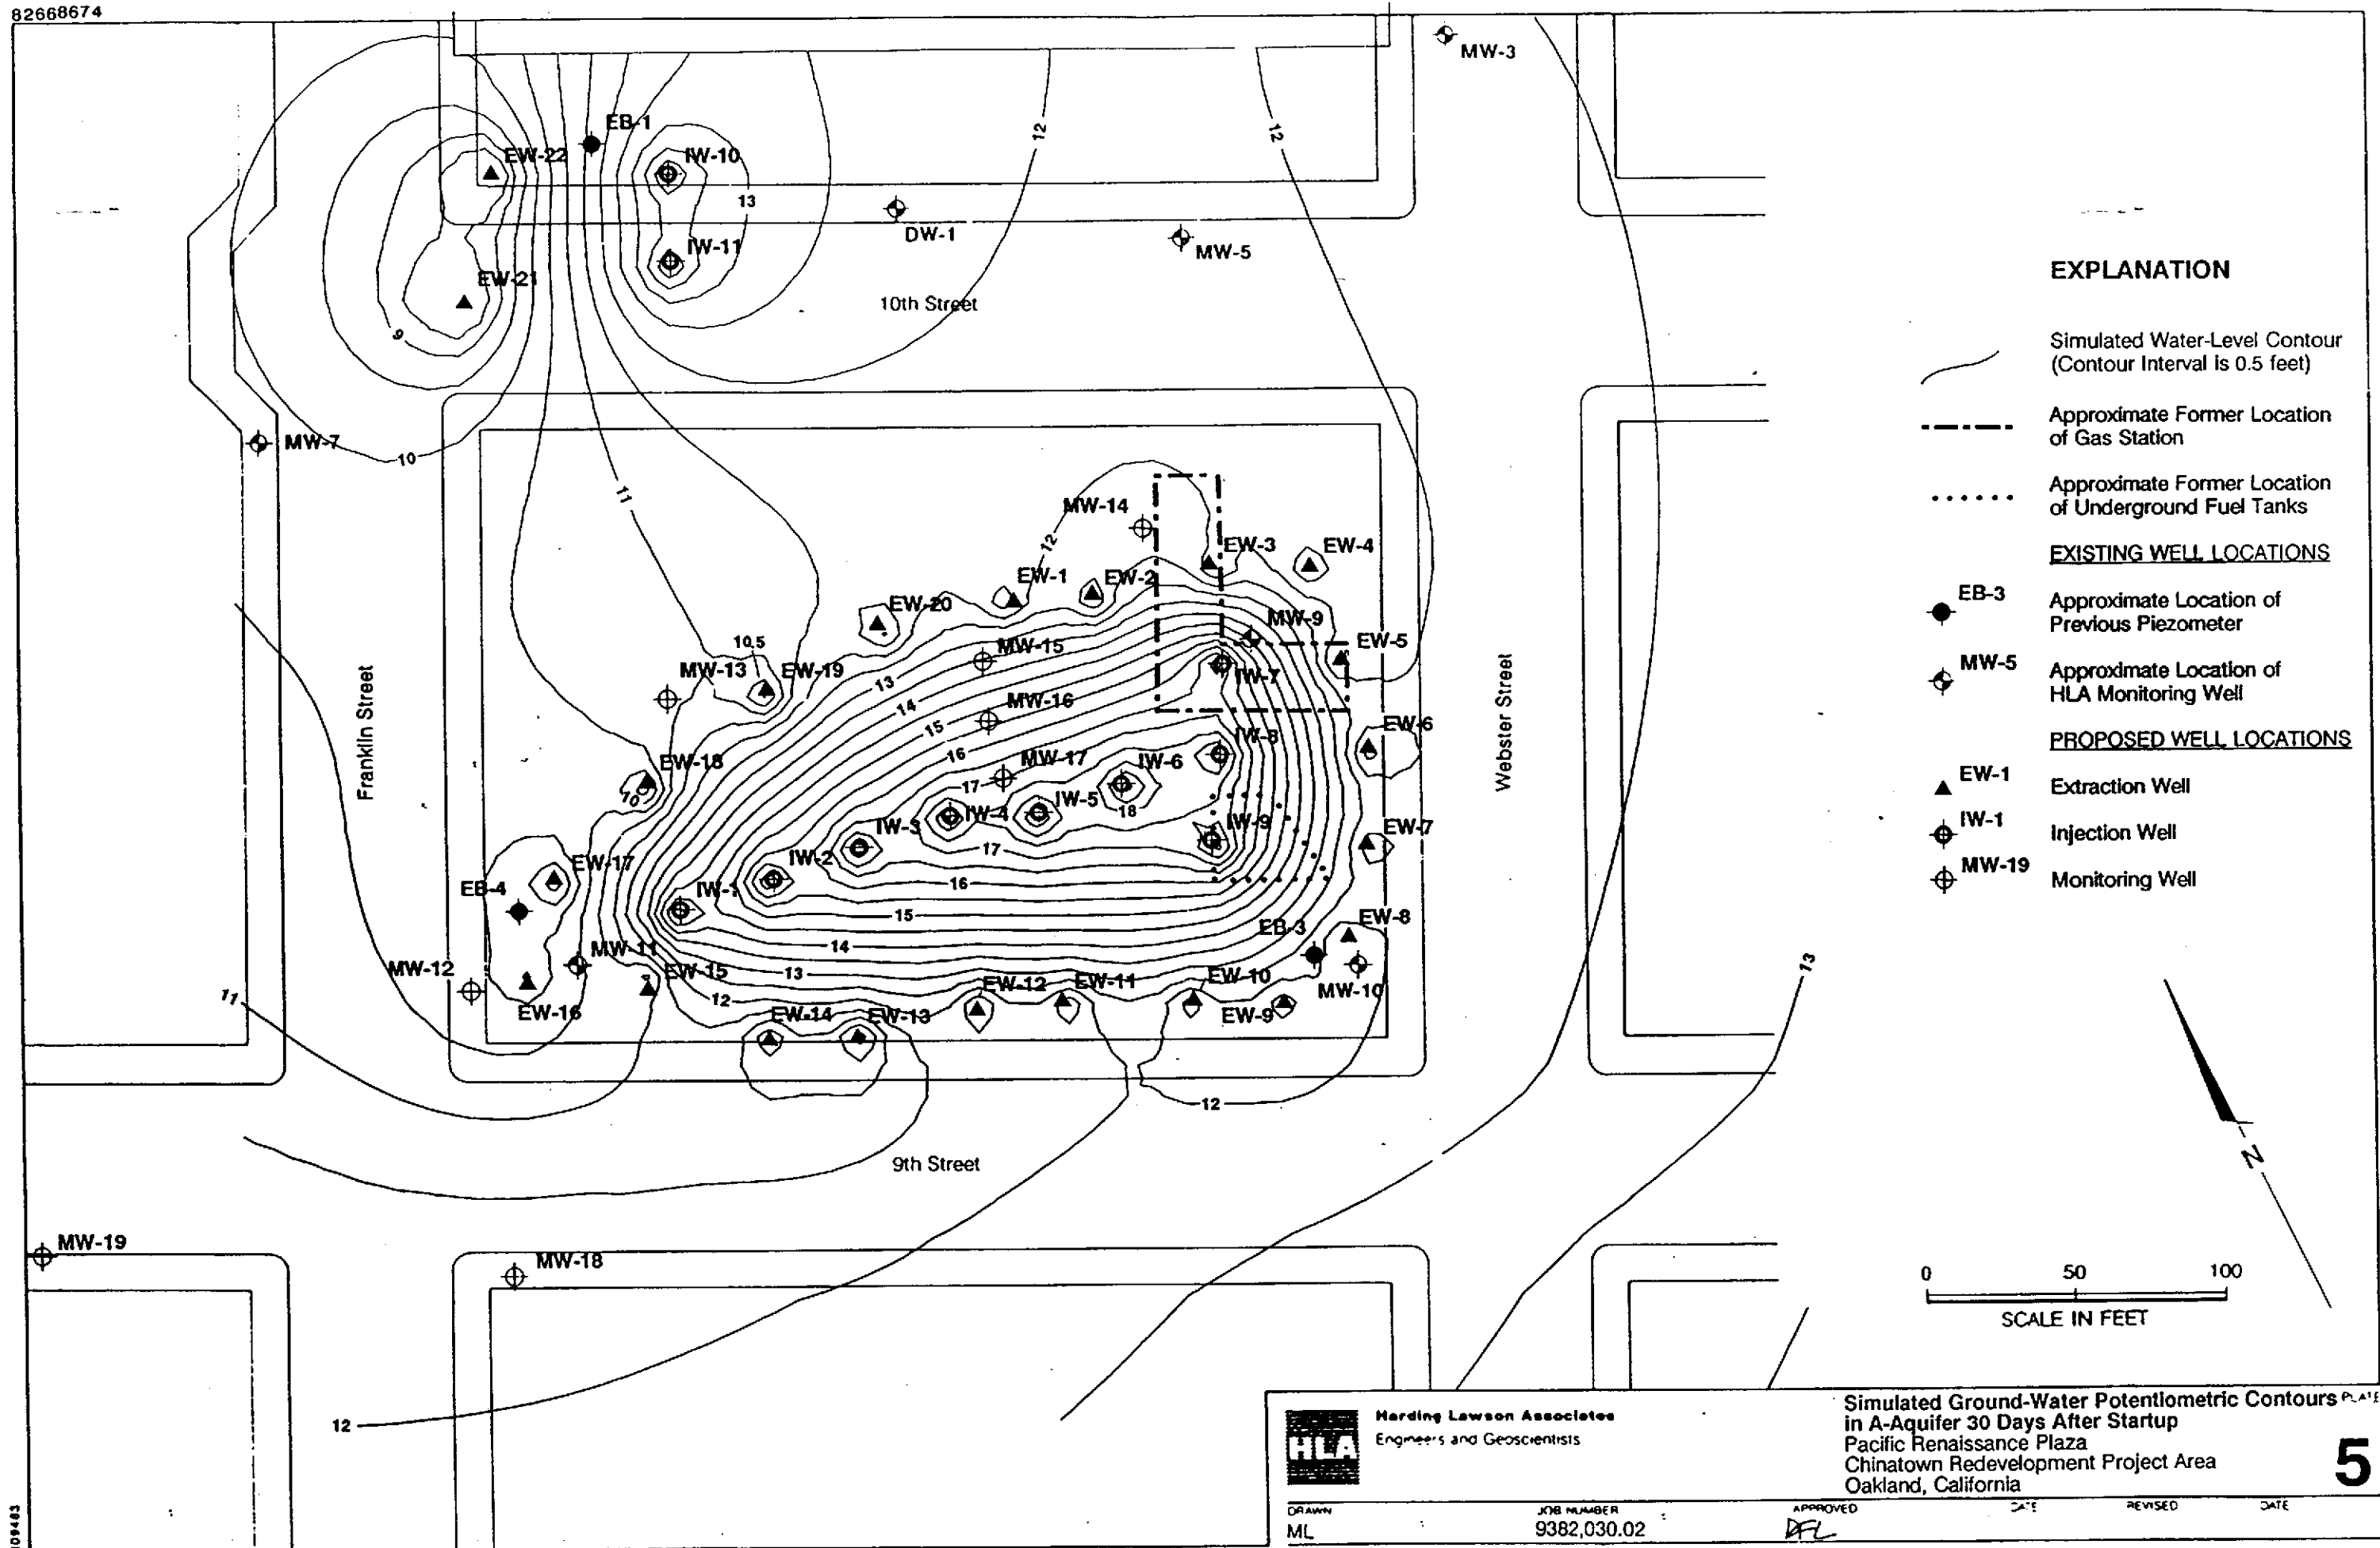 82668674
MW-3
EB-1
EW-22
IW-10
12
12
13
DW-1
MW-5
IW-11
EW-21
10th Street
9
MW-7
10
11
MW-14
12
EW-3
EW-4
EW-1
EW-2
EW-20
MW-9
10.5
MW-15
EW-5
MW-13
EW-19
13
IW-7
14
MW-16
15
EW-6
16
IW-8
Franklin Street
Webster Street
EW-18
10
MW-17
17
IW-6
IW-5
18
IW-4
IW-3
IW-9
EW-7
17
IW-2
EW-17
EB-4
16
IW-1
15
EW-8
EB-3
14
MW-11
MW-12
EW-15
13
EW-12
EW-11
EW-10
MW-10
13
11
12
EW-16
EW-14
EW-13
EW-9
12
9th Street
MW-19
MW-18
12
EXPLANATION
Simulated Water-Level Contour
(Contour Interval is 0.5 feet)
Approximate Former Location
of Gas Station
Approximate Former Location
of Underground Fuel Tanks
EXISTING WELL LOCATIONS
EB-3
Approximate Location of
Previous Piezometer
MW-5
Approximate Location of
HLA Monitoring Well
PROPOSED WELL LOCATIONS
EW-1
Extraction Well
IW-1
Injection Well
MW-19
Monitoring Well
N
0 50 100
SCALE IN FEET
HLA
Harding Lawson Associates
Engineers and Geoscientists
Simulated Ground-Water Potentiometric Contours PLATE
in A-Aquifer 30 Days After Startup
Pacific Renaissance Plaza
Chinatown Redevelopment Project Area
Oakland, California
5
DRAWN JOB NUMBER APPROVED DATE REVISED DATE
ML 9382,030.02 DFL